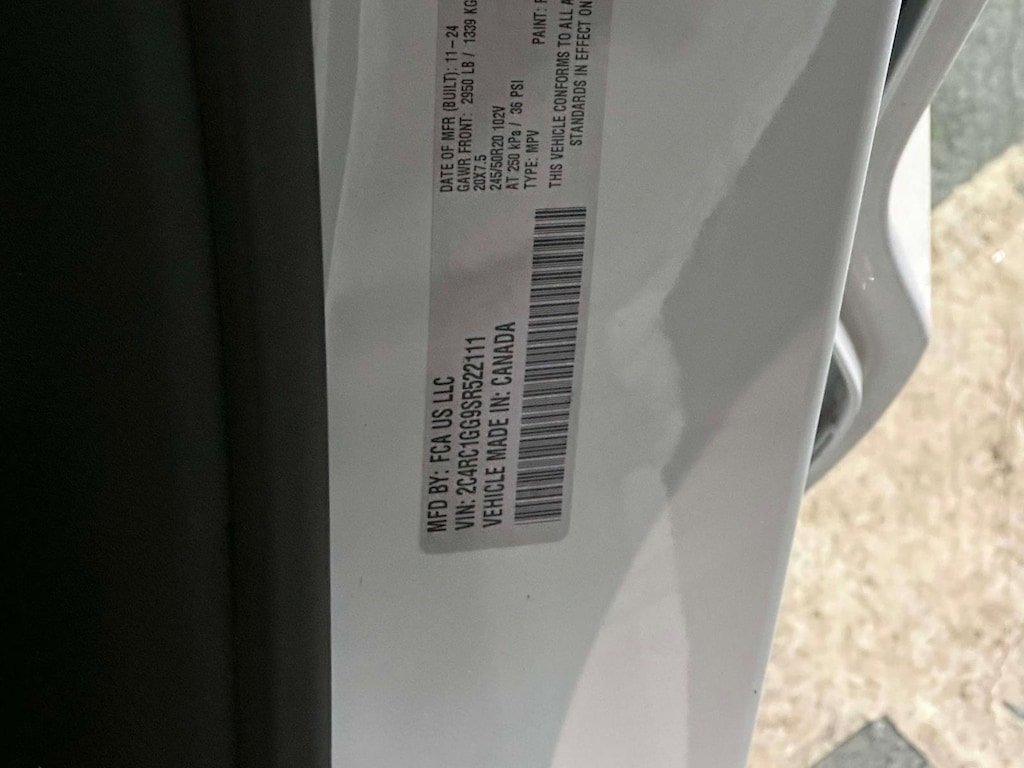 MFD BY: FCA US LLC
VIN: 2C4RC1GG9SR522111
VEHICLE MADE IN: CANADA
DATE OF MFR (BUILT): 11-24
GAWR FRONT: 2950 LB / 1339 KG
20X7.5
245/50R20 102V
AT 250 kPa / 36 PSI
TYPE: MPV
PAINT:
THIS VEHICLE CONFORMS TO ALL
STANDARDS IN EFFECT ON